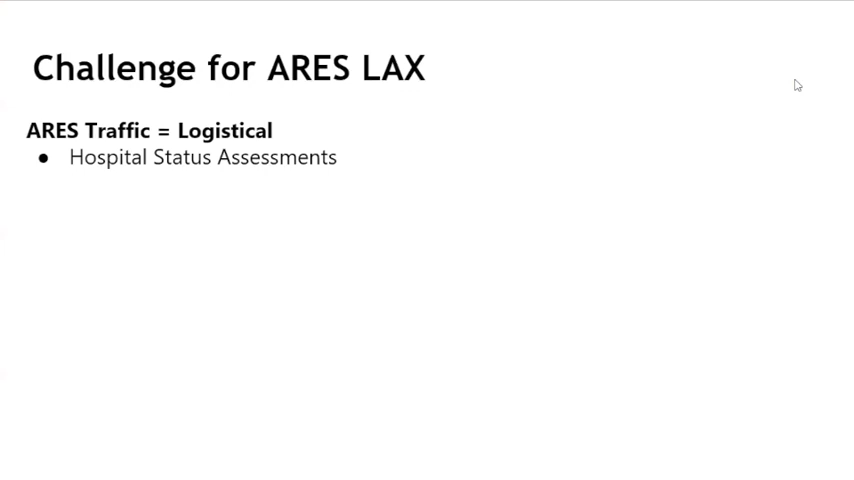 Challenge for ARES LAX
ARES Traffic = Logistical
● Hospital Status Assessments